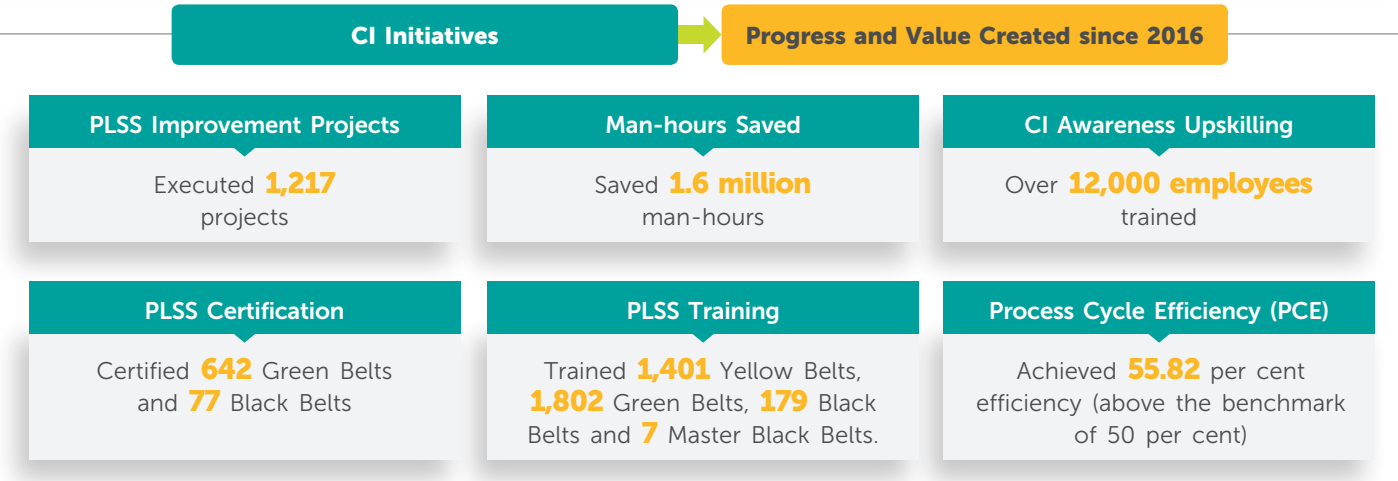 CI Initiatives
Progress and Value Created since 2016
PLSS Improvement Projects
Executed 1,217
projects
Man-hours Saved
Saved 1.6 million
man-hours
CI Awareness Upskilling
Over 12,000 employees
trained
PLSS Certification
Certified 642 Green Belts
and 77 Black Belts
PLSS Training
Trained 1,401 Yellow Belts,
1,802 Green Belts, 179 Black
Belts and 7 Master Black Belts.
Process Cycle Efficiency (PCE)
Achieved 55.82 per cent
efficiency (above the benchmark
of 50 per cent)